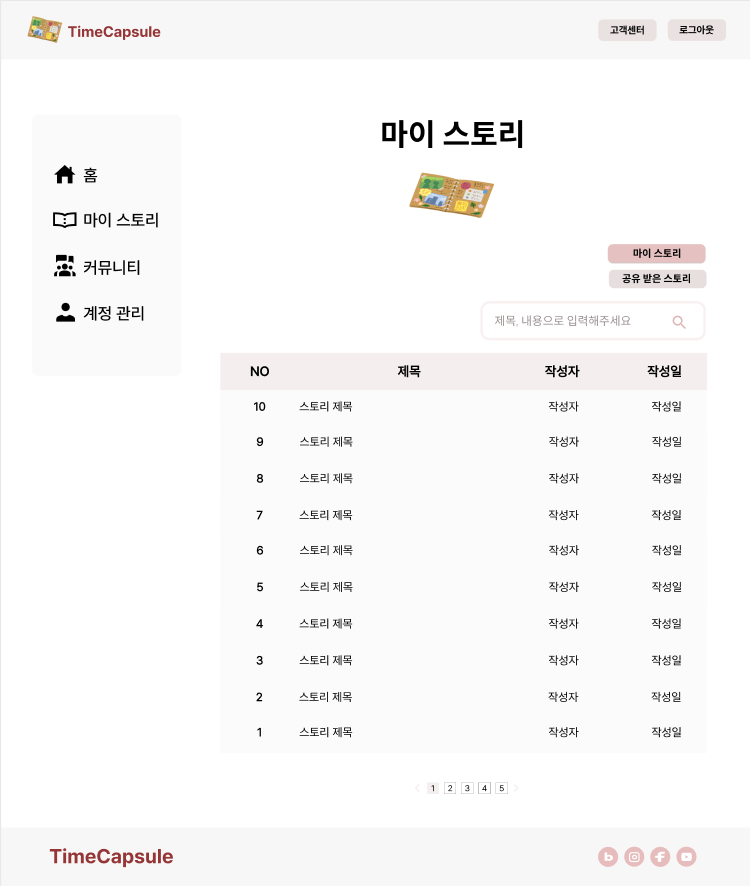 TimeCapsule
고객센터
로그아웃
홈
마이 스토리
커뮤니티
계정 관리
마이 스토리
마이 스토리
공유 받은 스토리
제목, 내용으로 입력해주세요
NO 제목 작성자 작성일
10 스토리 제목 작성자 작성일
9 스토리 제목 작성자 작성일
8 스토리 제목 작성자 작성일
7 스토리 제목 작성자 작성일
6 스토리 제목 작성자 작성일
5 스토리 제목 작성자 작성일
4 스토리 제목 작성자 작성일
3 스토리 제목 작성자 작성일
2 스토리 제목 작성자 작성일
1 스토리 제목 작성자 작성일
1 2 3 4 5
TimeCapsule